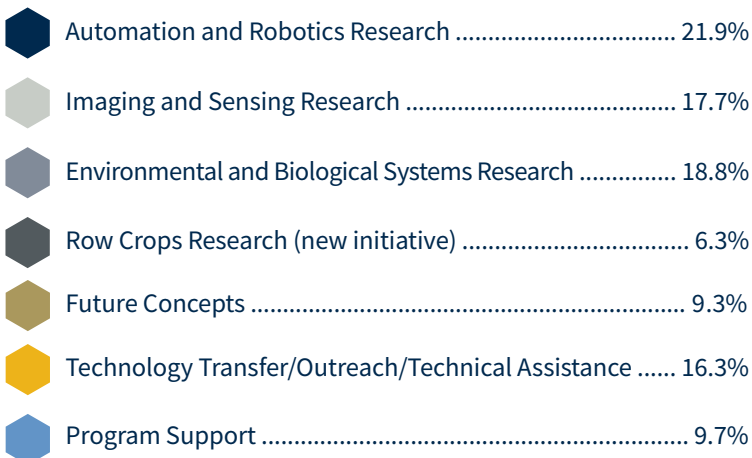 Automation and Robotics Research .................................. 21.9%
Imaging and Sensing Research ......................................... 17.7%
Environmental and Biological Systems Research ............... 18.8%
Row Crops Research (new initiative) .................................. 6.3%
Future Concepts .................................................................. 9.3%
Technology Transfer/Outreach/Technical Assistance ...... 16.3%
Program Support ................................................................. 9.7%